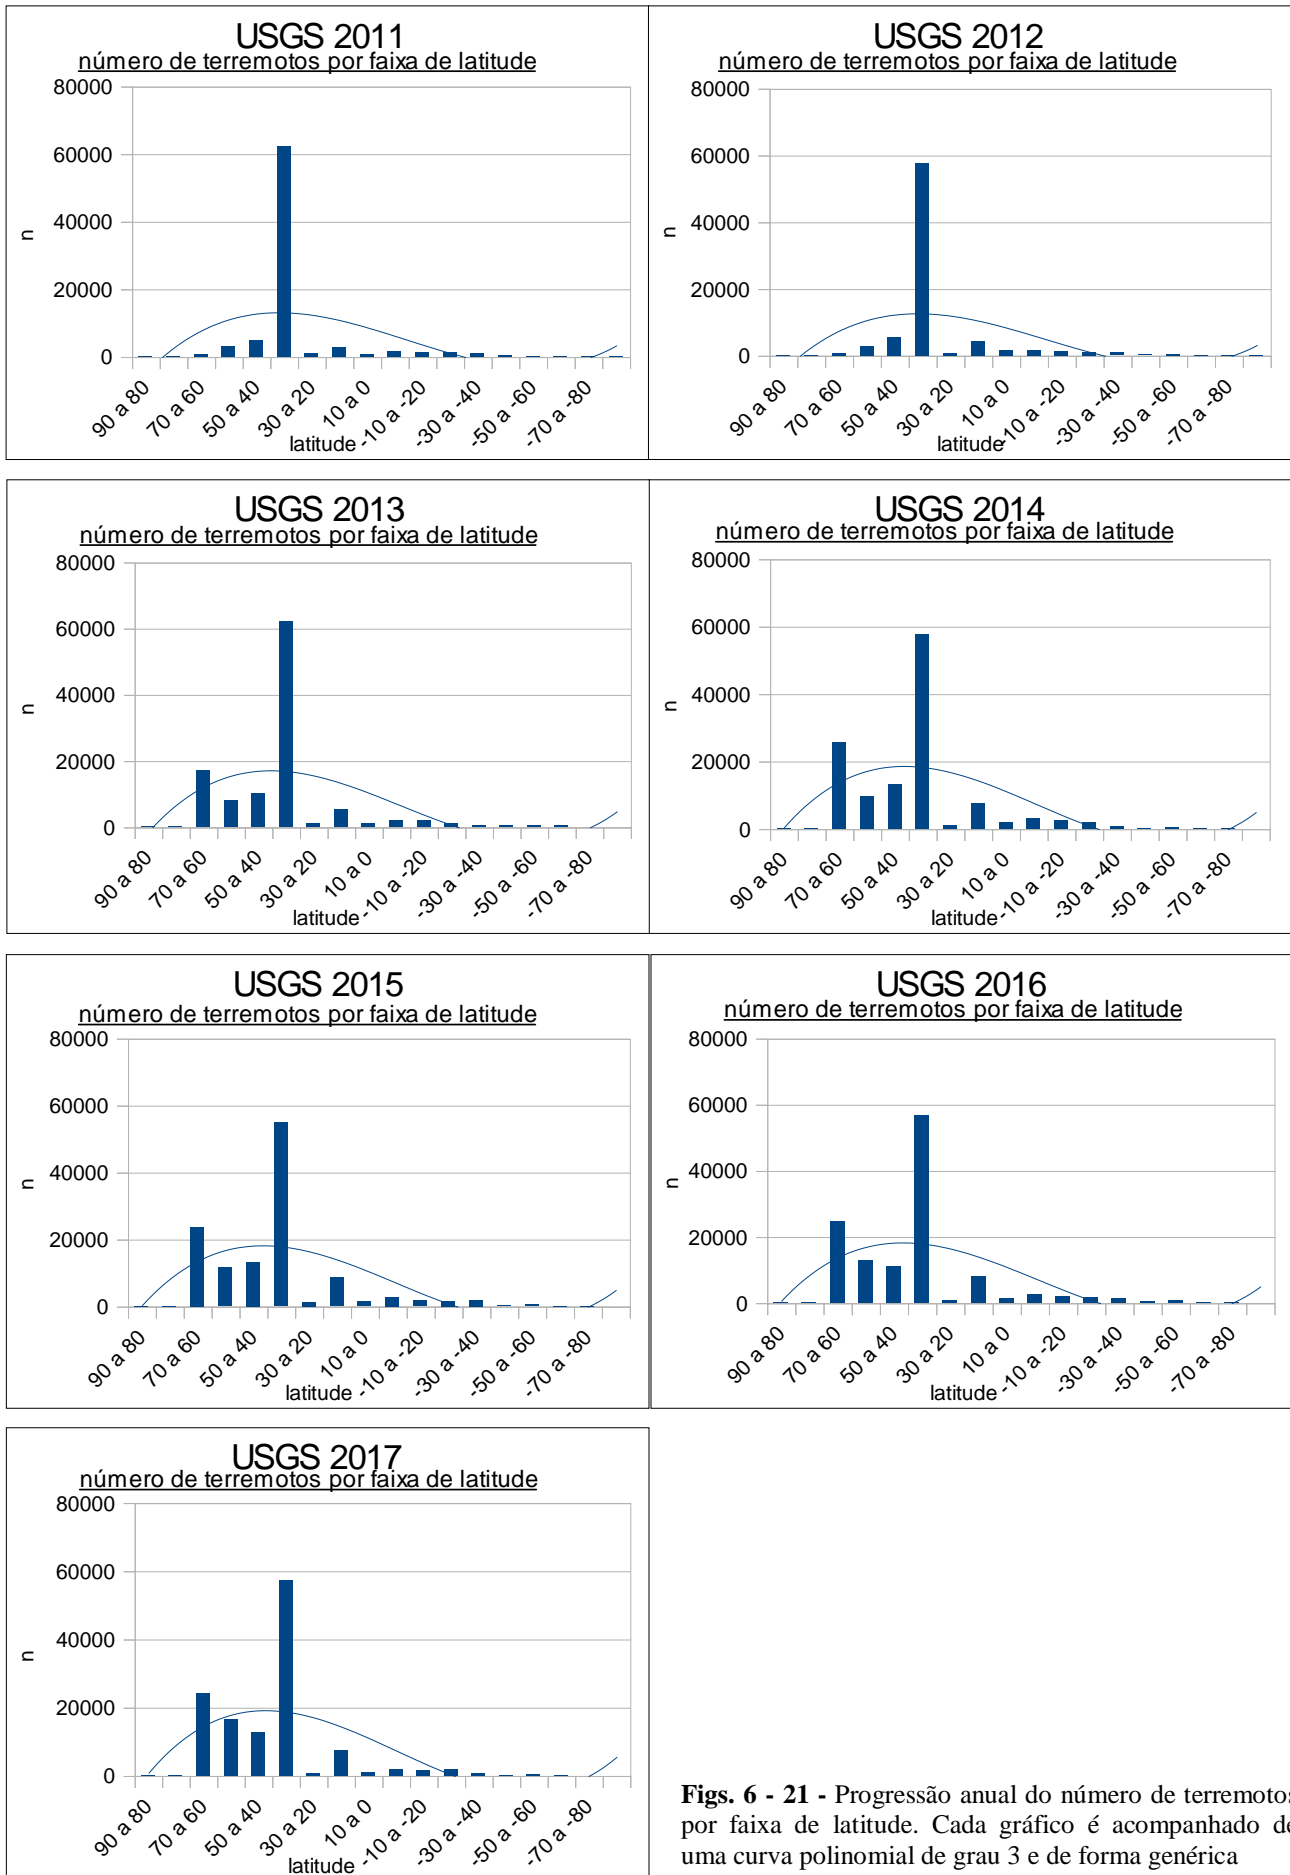 USGS 2011
número de terremotos por faixa de latitude
80000
60000
40000
20000
0
n
90 a 80
70 a 60
50 a 40
30 a 20
10 a 0
-10 a -20
-30 a -40
-50 a -60
-70 a -80
latitude
USGS 2012
número de terremotos por faixa de latitude
80000
60000
40000
20000
0
n
90 a 80
70 a 60
50 a 40
30 a 20
10 a 0
-10 a -20
-30 a -40
-50 a -60
-70 a -80
latitude
USGS 2013
número de terremotos por faixa de latitude
80000
60000
40000
20000
0
n
90 a 80
70 a 60
50 a 40
30 a 20
10 a 0
-10 a -20
-30 a -40
-50 a -60
-70 a -80
latitude
USGS 2014
número de terremotos por faixa de latitude
80000
60000
40000
20000
0
n
90 a 80
70 a 60
50 a 40
30 a 20
10 a 0
-10 a -20
-30 a -40
-50 a -60
-70 a -80
latitude
USGS 2015
número de terremotos por faixa de latitude
80000
60000
40000
20000
0
n
90 a 80
70 a 60
50 a 40
30 a 20
10 a 0
-10 a -20
-30 a -40
-50 a -60
-70 a -80
latitude
USGS 2016
número de terremotos por faixa de latitude
80000
60000
40000
20000
0
n
90 a 80
70 a 60
50 a 40
30 a 20
10 a 0
-10 a -20
-30 a -40
-50 a -60
-70 a -80
latitude
USGS 2017
número de terremotos por faixa de latitude
80000
60000
40000
20000
0
n
90 a 80
70 a 60
50 a 40
30 a 20
10 a 0
-10 a -20
-30 a -40
-50 a -60
-70 a -80
latitude
Figs. 6 - 21 - Progressão anual do número de terremotos
por faixa de latitude. Cada gráfico é acompanhado de
uma curva polinomial de grau 3 e de forma genérica